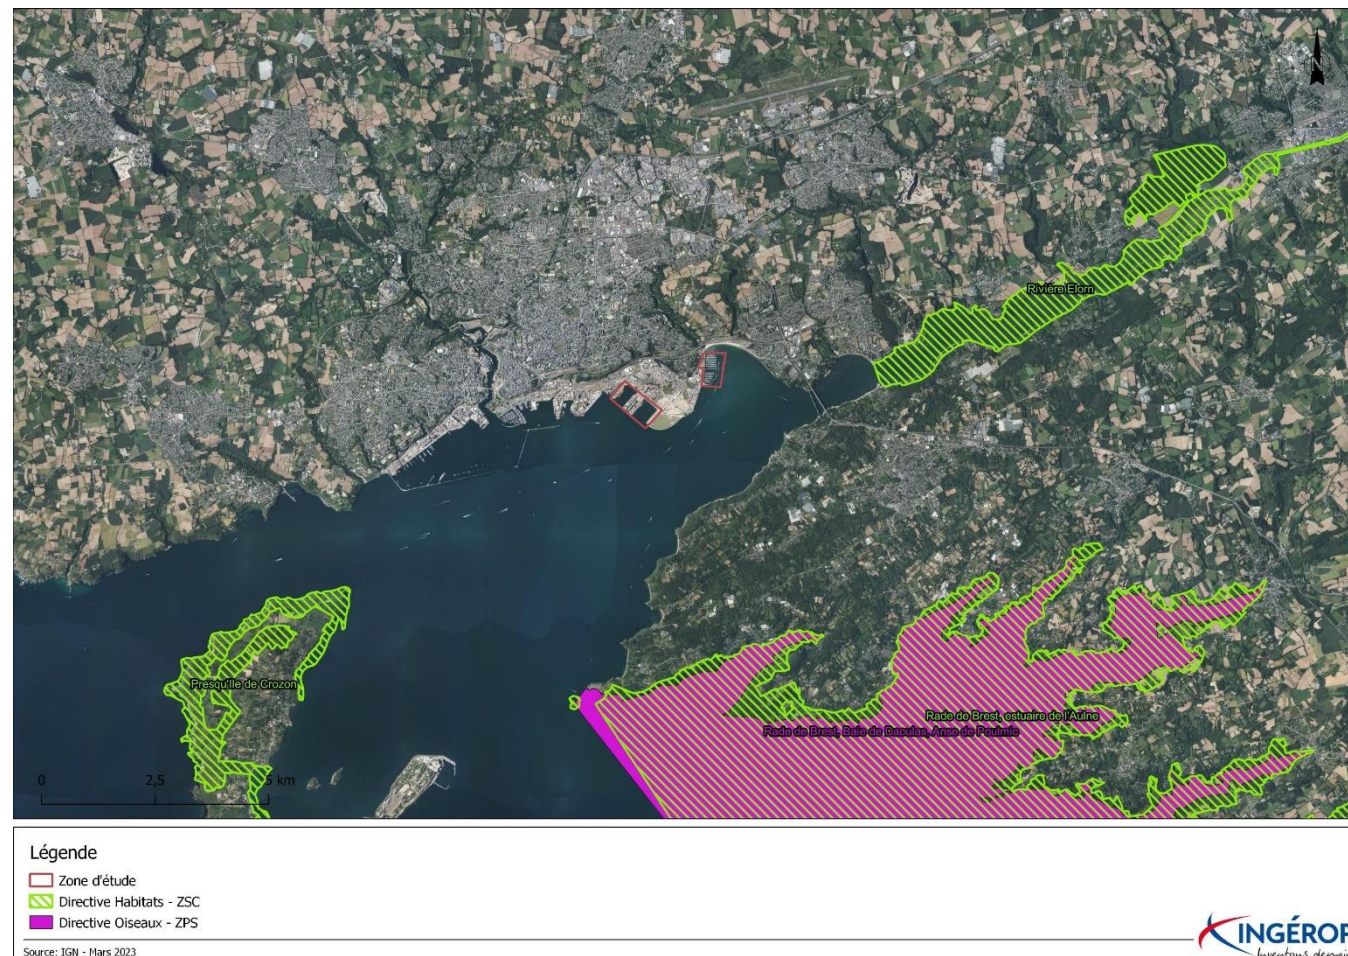 Rivière Elorn
Presqu'île de Crozon
Rade de Brest, estuaire de l'Aulne
Rade de Brest, Baie de Daoulas, Anse de Poulmic
0 2,5 5 km
Légende
Zone d'étude
Directive Habitats - ZSC
Directive Oiseaux - ZPS
Source: IGN - Mars 2023
INGÉROP
Inventons demain